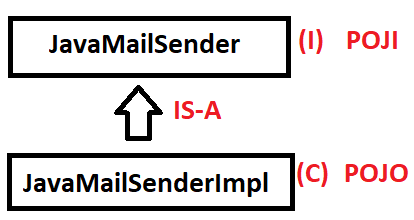 JavaMailSender (I) POJI
IS-A
JavaMailSenderImpl (C) POJO